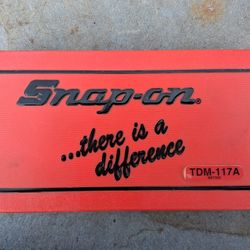 Snap-on®
...there is a
difference
TDM-117A